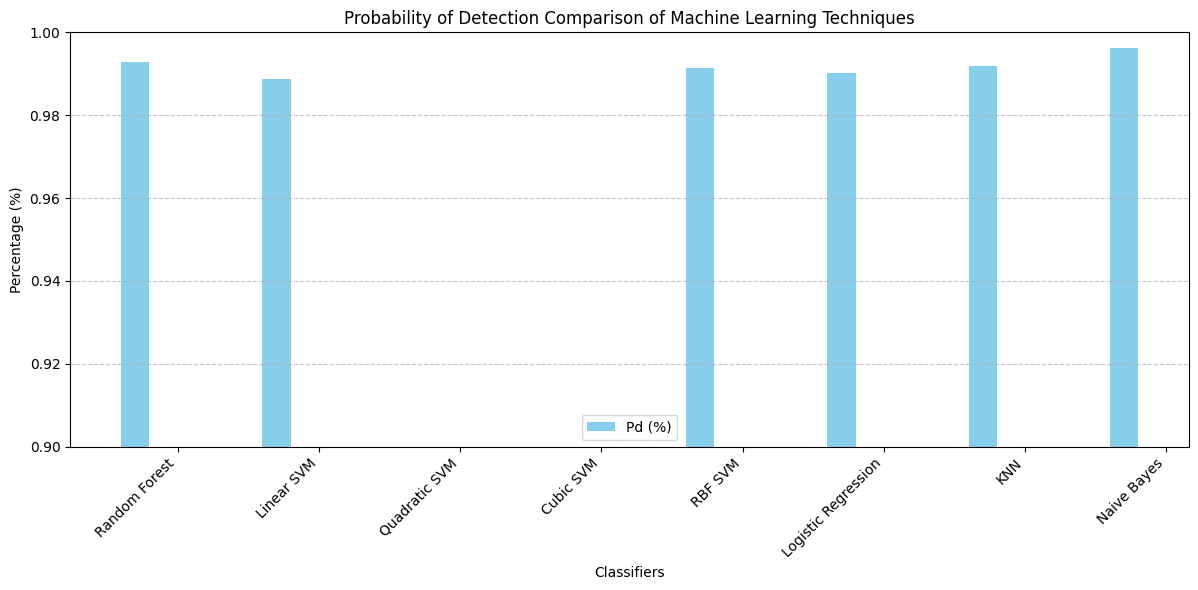 Probability of Detection Comparison of Machine Learning Techniques
1.00
0.98
0.96
0.94
0.92
0.90
Percentage (%)
Pd (%)
Random Forest
Linear SVM
Quadratic SVM
Cubic SVM
RBF SVM
Logistic Regression
KNN
Naive Bayes
Classifiers